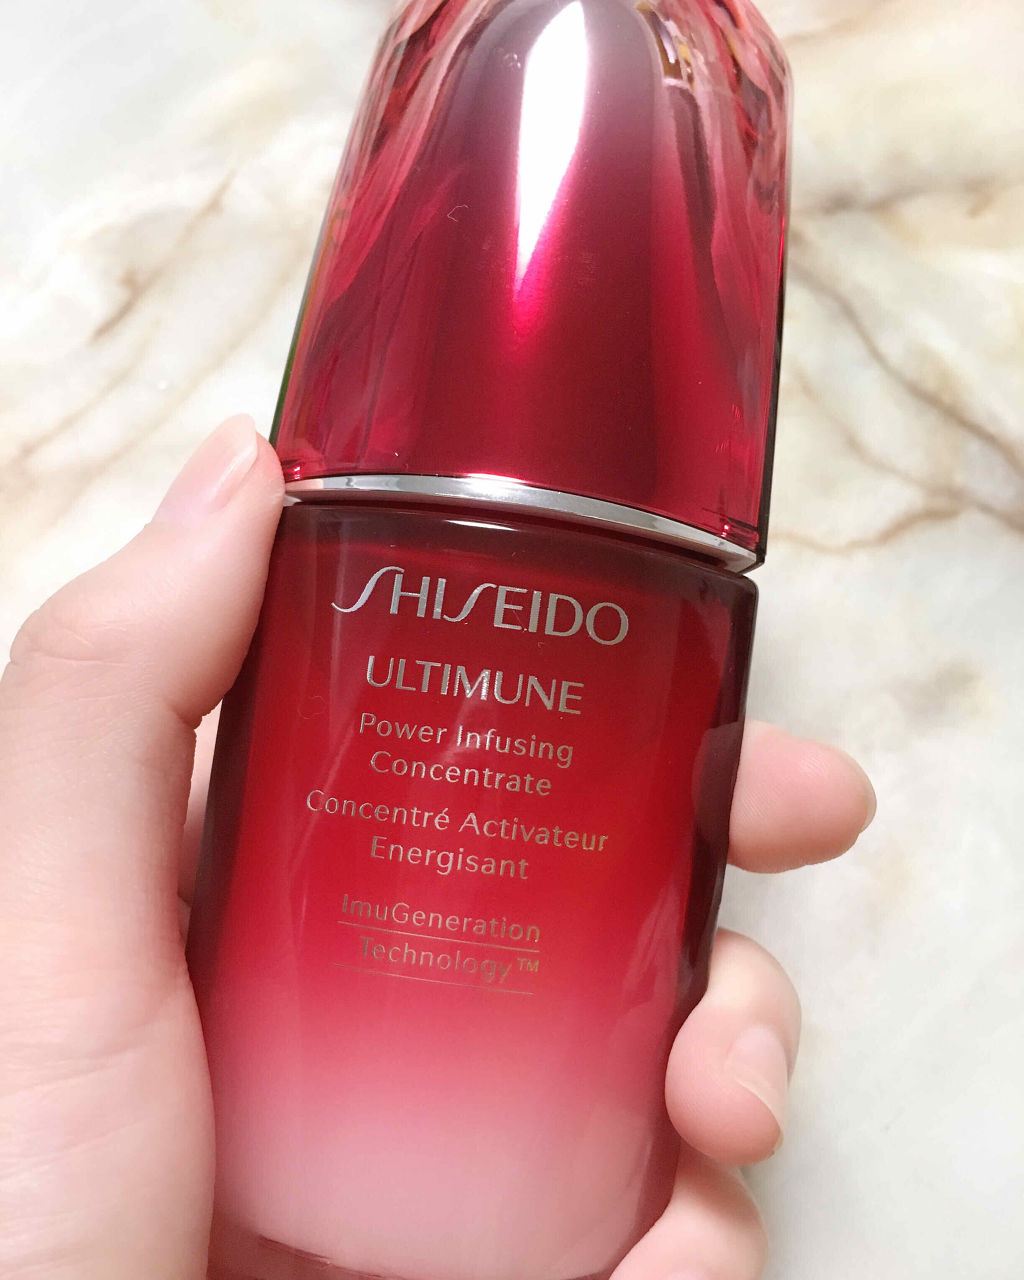 SHISEIDO
ULTIMUNE
Power Infusing
Concentrate
Concentré Activateur
Energisant
ImuGeneration
Technology™